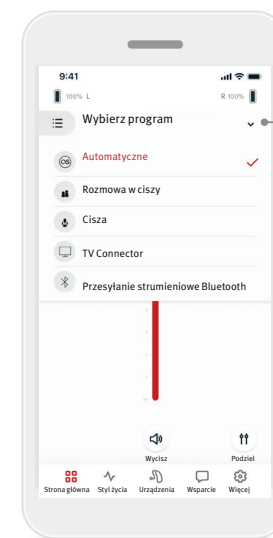 9:41
100% L
R 100%
Wybierz program
Automatyczne
Rozmowa w ciszy
Cisza
TV Connector
Przesyłanie strumieniowe Bluetooth
Wycisz
Podziel
Strona główna
Styl życia
Urządzenia
Wsparcie
Więcej